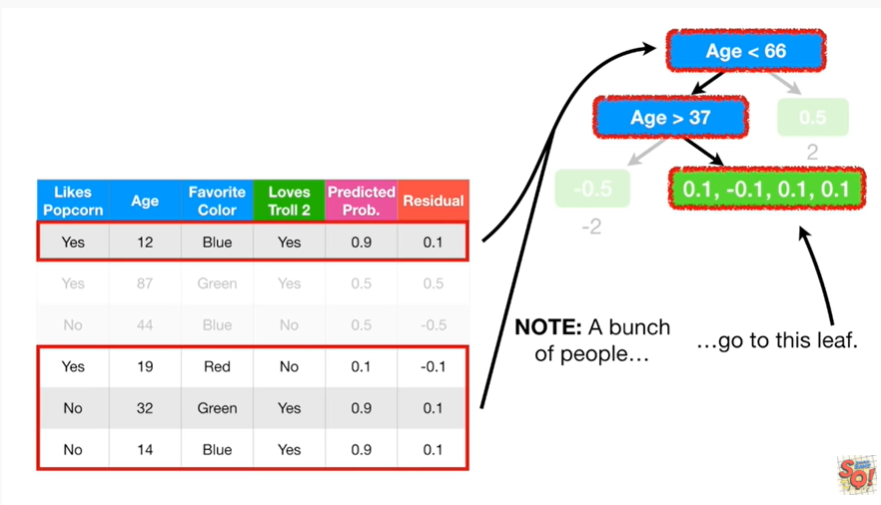 Age < 66
Age > 37
0.5
2
Likes Popcorn Age Favorite Color Loves Troll 2 Predicted Prob. Residual
-0.5
0.1, -0.1, 0.1, 0.1
-2
Yes 12 Blue Yes 0.9 0.1
Yes 87 Green Yes 0.5 0.5
No 44 Blue No 0.5 -0.5
Yes 19 Red No 0.1 -0.1
No 32 Green Yes 0.9 0.1
No 14 Blue Yes 0.9 0.1
NOTE: A bunch
of people…
…go to this leaf.
SQ!